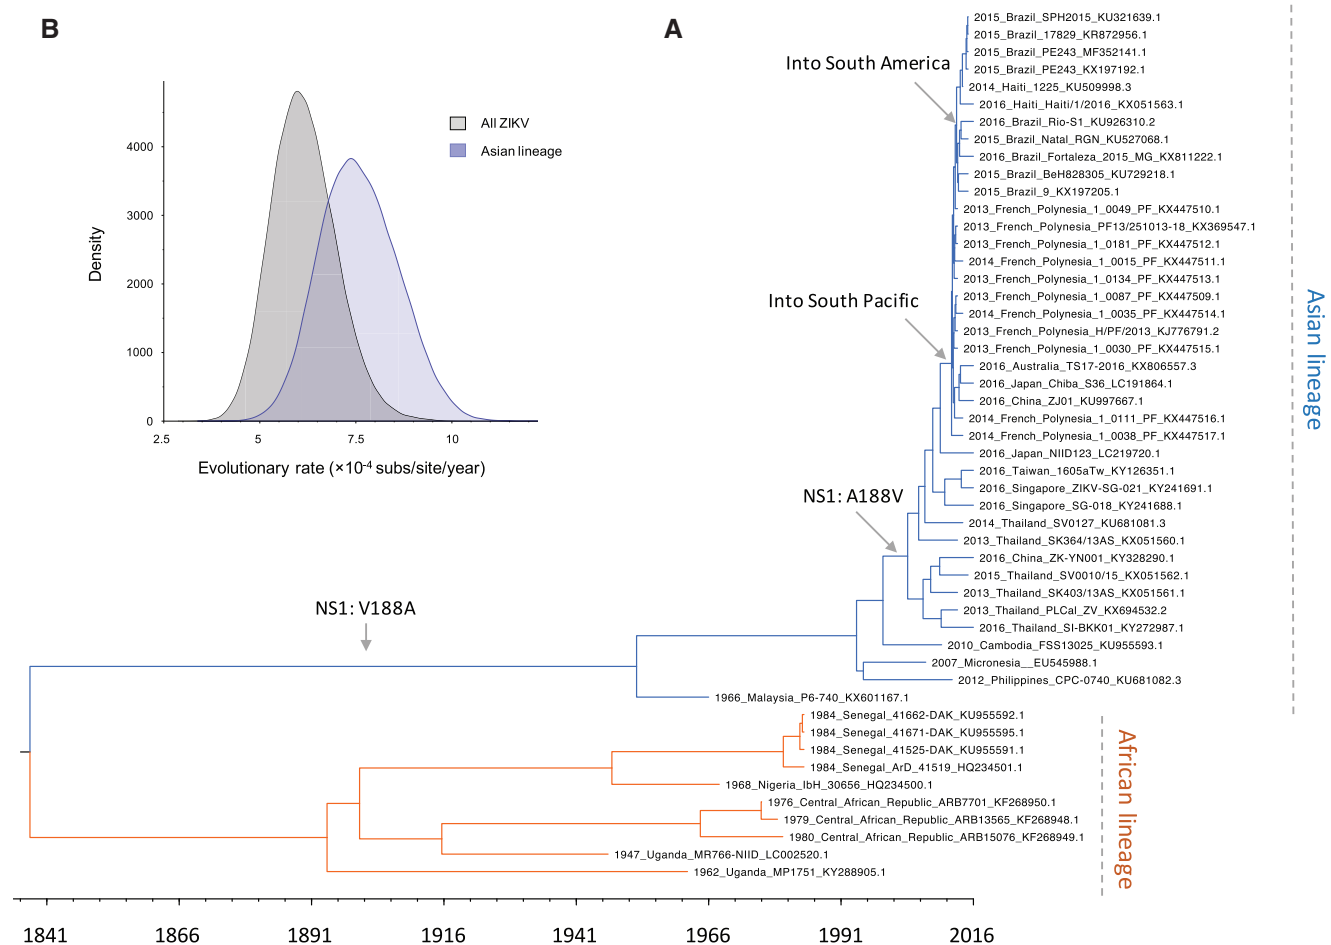 B
4000
3000
2000
1000
0
Density
2.5
5
7.5
10
Evolutionary rate (×10-4 subs/site/year)
All ZIKV
Asian lineage
A
Into South America
Into South Pacific
NS1: A188V
NS1: V188A
2015_Brazil_SPH2015_KU321639.1
2015_Brazil_17829_KR872956.1
2015_Brazil_PE243_MF352141.1
2015_Brazil_PE243_KX197192.1
2014_Haiti_1225_KU509998.3
2016_Haiti_Haiti/1/2016_KX051563.1
2016_Brazil_Rio-S1_KU926310.2
2015_Brazil_Natal_RGN_KU527068.1
2016_Brazil_Fortaleza_2015_MG_KX811222.1
2015_Brazil_BeH828305_KU729218.1
2015_Brazil_9_KX197205.1
2013_French_Polynesia_1_0049_PF_KX447510.1
2013_French_Polynesia_PF13/251013-18_KX369547.1
2013_French_Polynesia_1_0181_PF_KX447512.1
2014_French_Polynesia_1_0015_PF_KX447511.1
2013_French_Polynesia_1_0134_PF_KX447513.1
2013_French_Polynesia_1_0087_PF_KX447509.1
2014_French_Polynesia_1_0035_PF_KX447514.1
2013_French_Polynesia_H/PF/2013_KJ776791.2
2013_French_Polynesia_1_0030_PF_KX447515.1
2016_Australia_TS17-2016_KX806557.3
2016_Japan_Chiba_S36_LC191864.1
2016_China_ZJ01_KU997667.1
2014_French_Polynesia_1_0111_PF_KX447516.1
2014_French_Polynesia_1_0038_PF_KX447517.1
2016_Japan_NIID123_LC219720.1
2016_Taiwan_1605aTw_KY126351.1
2016_Singapore_ZIKV-SG-021_KY241691.1
2016_Singapore_SG-018_KY241688.1
2014_Thailand_SV0127_KU681081.3
2013_Thailand_SK364/13AS_KX051560.1
2016_China_ZK-YN001_KY328290.1
2015_Thailand_SV0010/15_KX051562.1
2013_Thailand_SK403/13AS_KX051561.1
2013_Thailand_PLCal_ZV_KX694532.2
2016_Thailand_SI-BKK01_KY272987.1
2010_Cambodia_FSS13025_KU955593.1
2007_Micronesia__EU545988.1
2012_Philippines_CPC-0740_KU681082.3
1966_Malaysia_P6-740_KX601167.1
1984_Senegal_41662-DAK_KU955592.1
1984_Senegal_41671-DAK_KU955595.1
1984_Senegal_41525-DAK_KU955591.1
1984_Senegal_ArD_41519_HQ234501.1
1968_Nigeria_IbH_30656_HQ234500.1
1976_Central_African_Republic_ARB7701_KF268950.1
1979_Central_African_Republic_ARB13565_KF268948.1
1980_Central_African_Republic_ARB15076_KF268949.1
1947_Uganda_MR766-NIID_LC002520.1
1962_Uganda_MP1751_KY288905.1
Asian lineage
African lineage
1841
1866
1891
1916
1941
1966
1991
2016